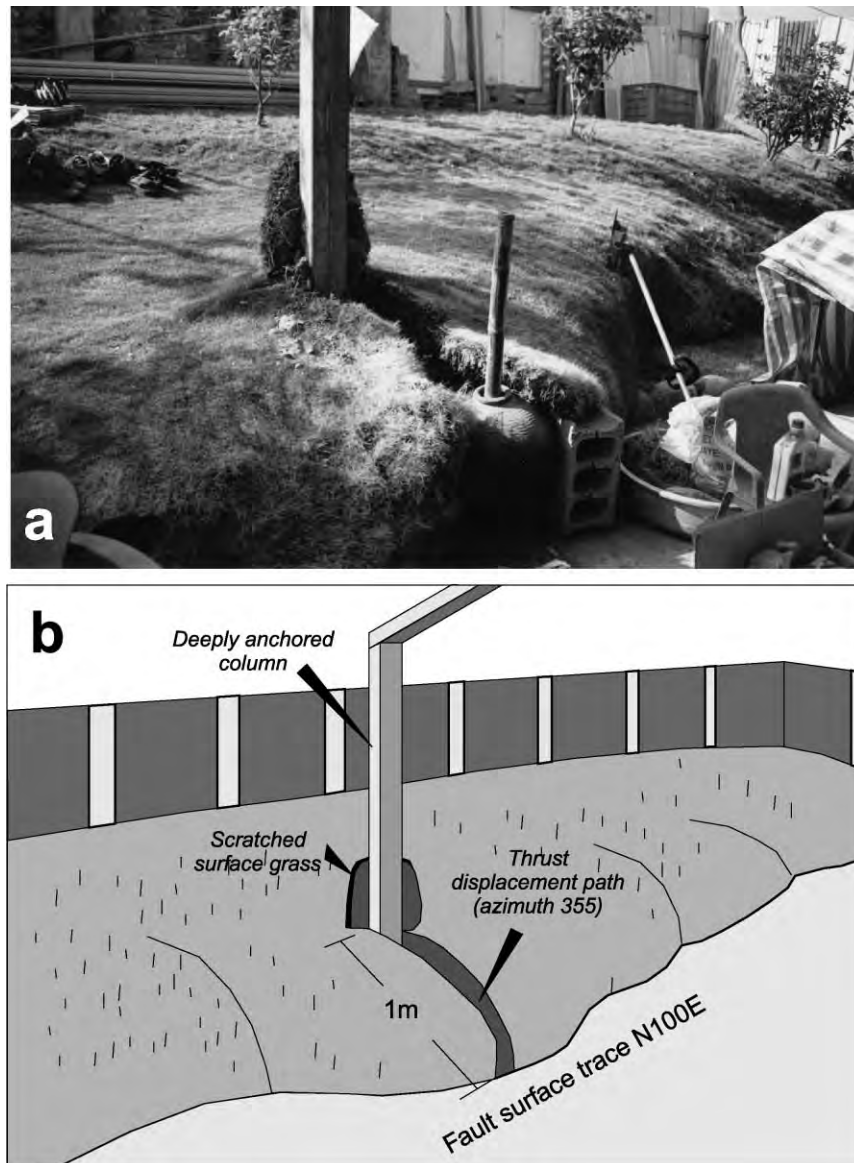 a
b
Deeply anchored
column
Scratched
surface grass
Thrust
displacement path
(azimuth 355)
1m
Fault surface trace N100E